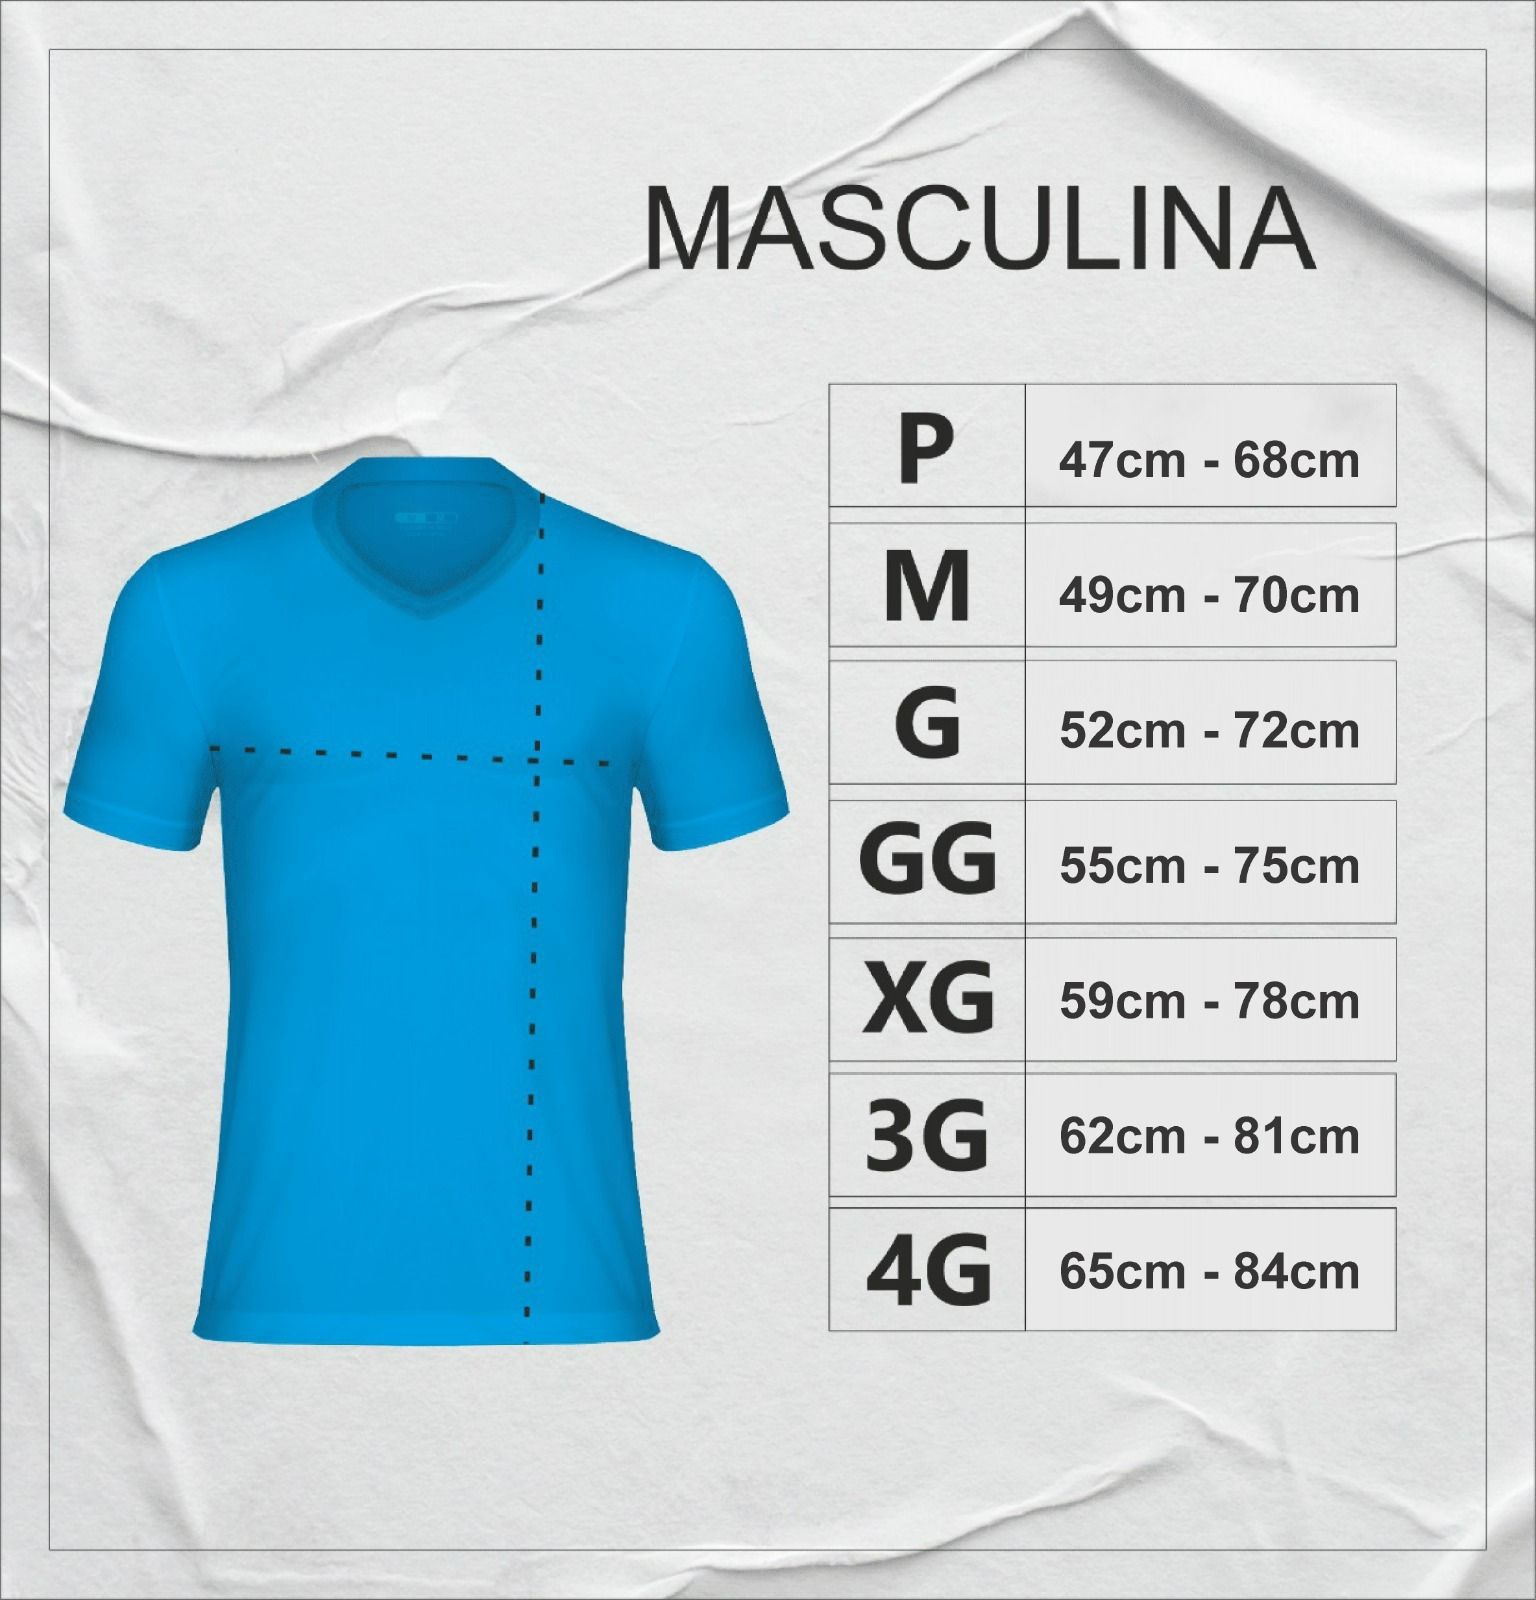 MASCULINA
P 47cm - 68cm
M 49cm - 70cm
G 52cm - 72cm
GG 55cm - 75cm
XG 59cm - 78cm
3G 62cm - 81cm
4G 65cm - 84cm